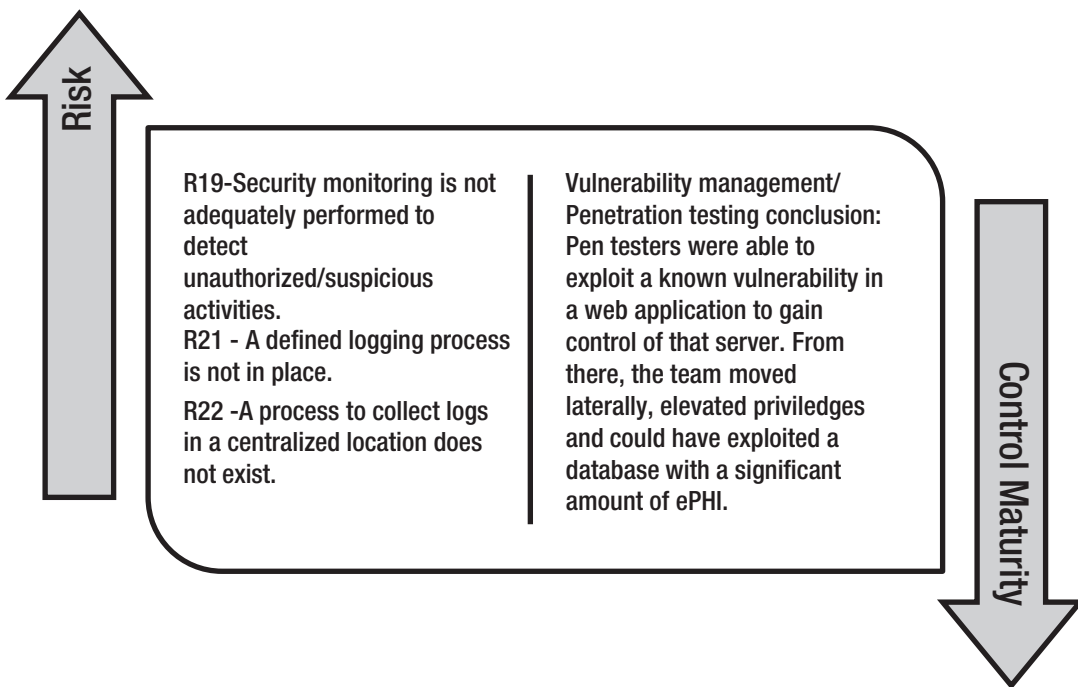 Risk
R19-Security monitoring is not
adequately performed to
detect
unauthorized/suspicious
activities.
R21 - A defined logging process
is not in place.
R22 -A process to collect logs
in a centralized location does
not exist.
Vulnerability management/
Penetration testing conclusion:
Pen testers were able to
exploit a known vulnerability in
a web application to gain
control of that server. From
there, the team moved
laterally, elevated priviledges
and could have exploited a
database with a significant
amount of ePHI.
Control Maturity